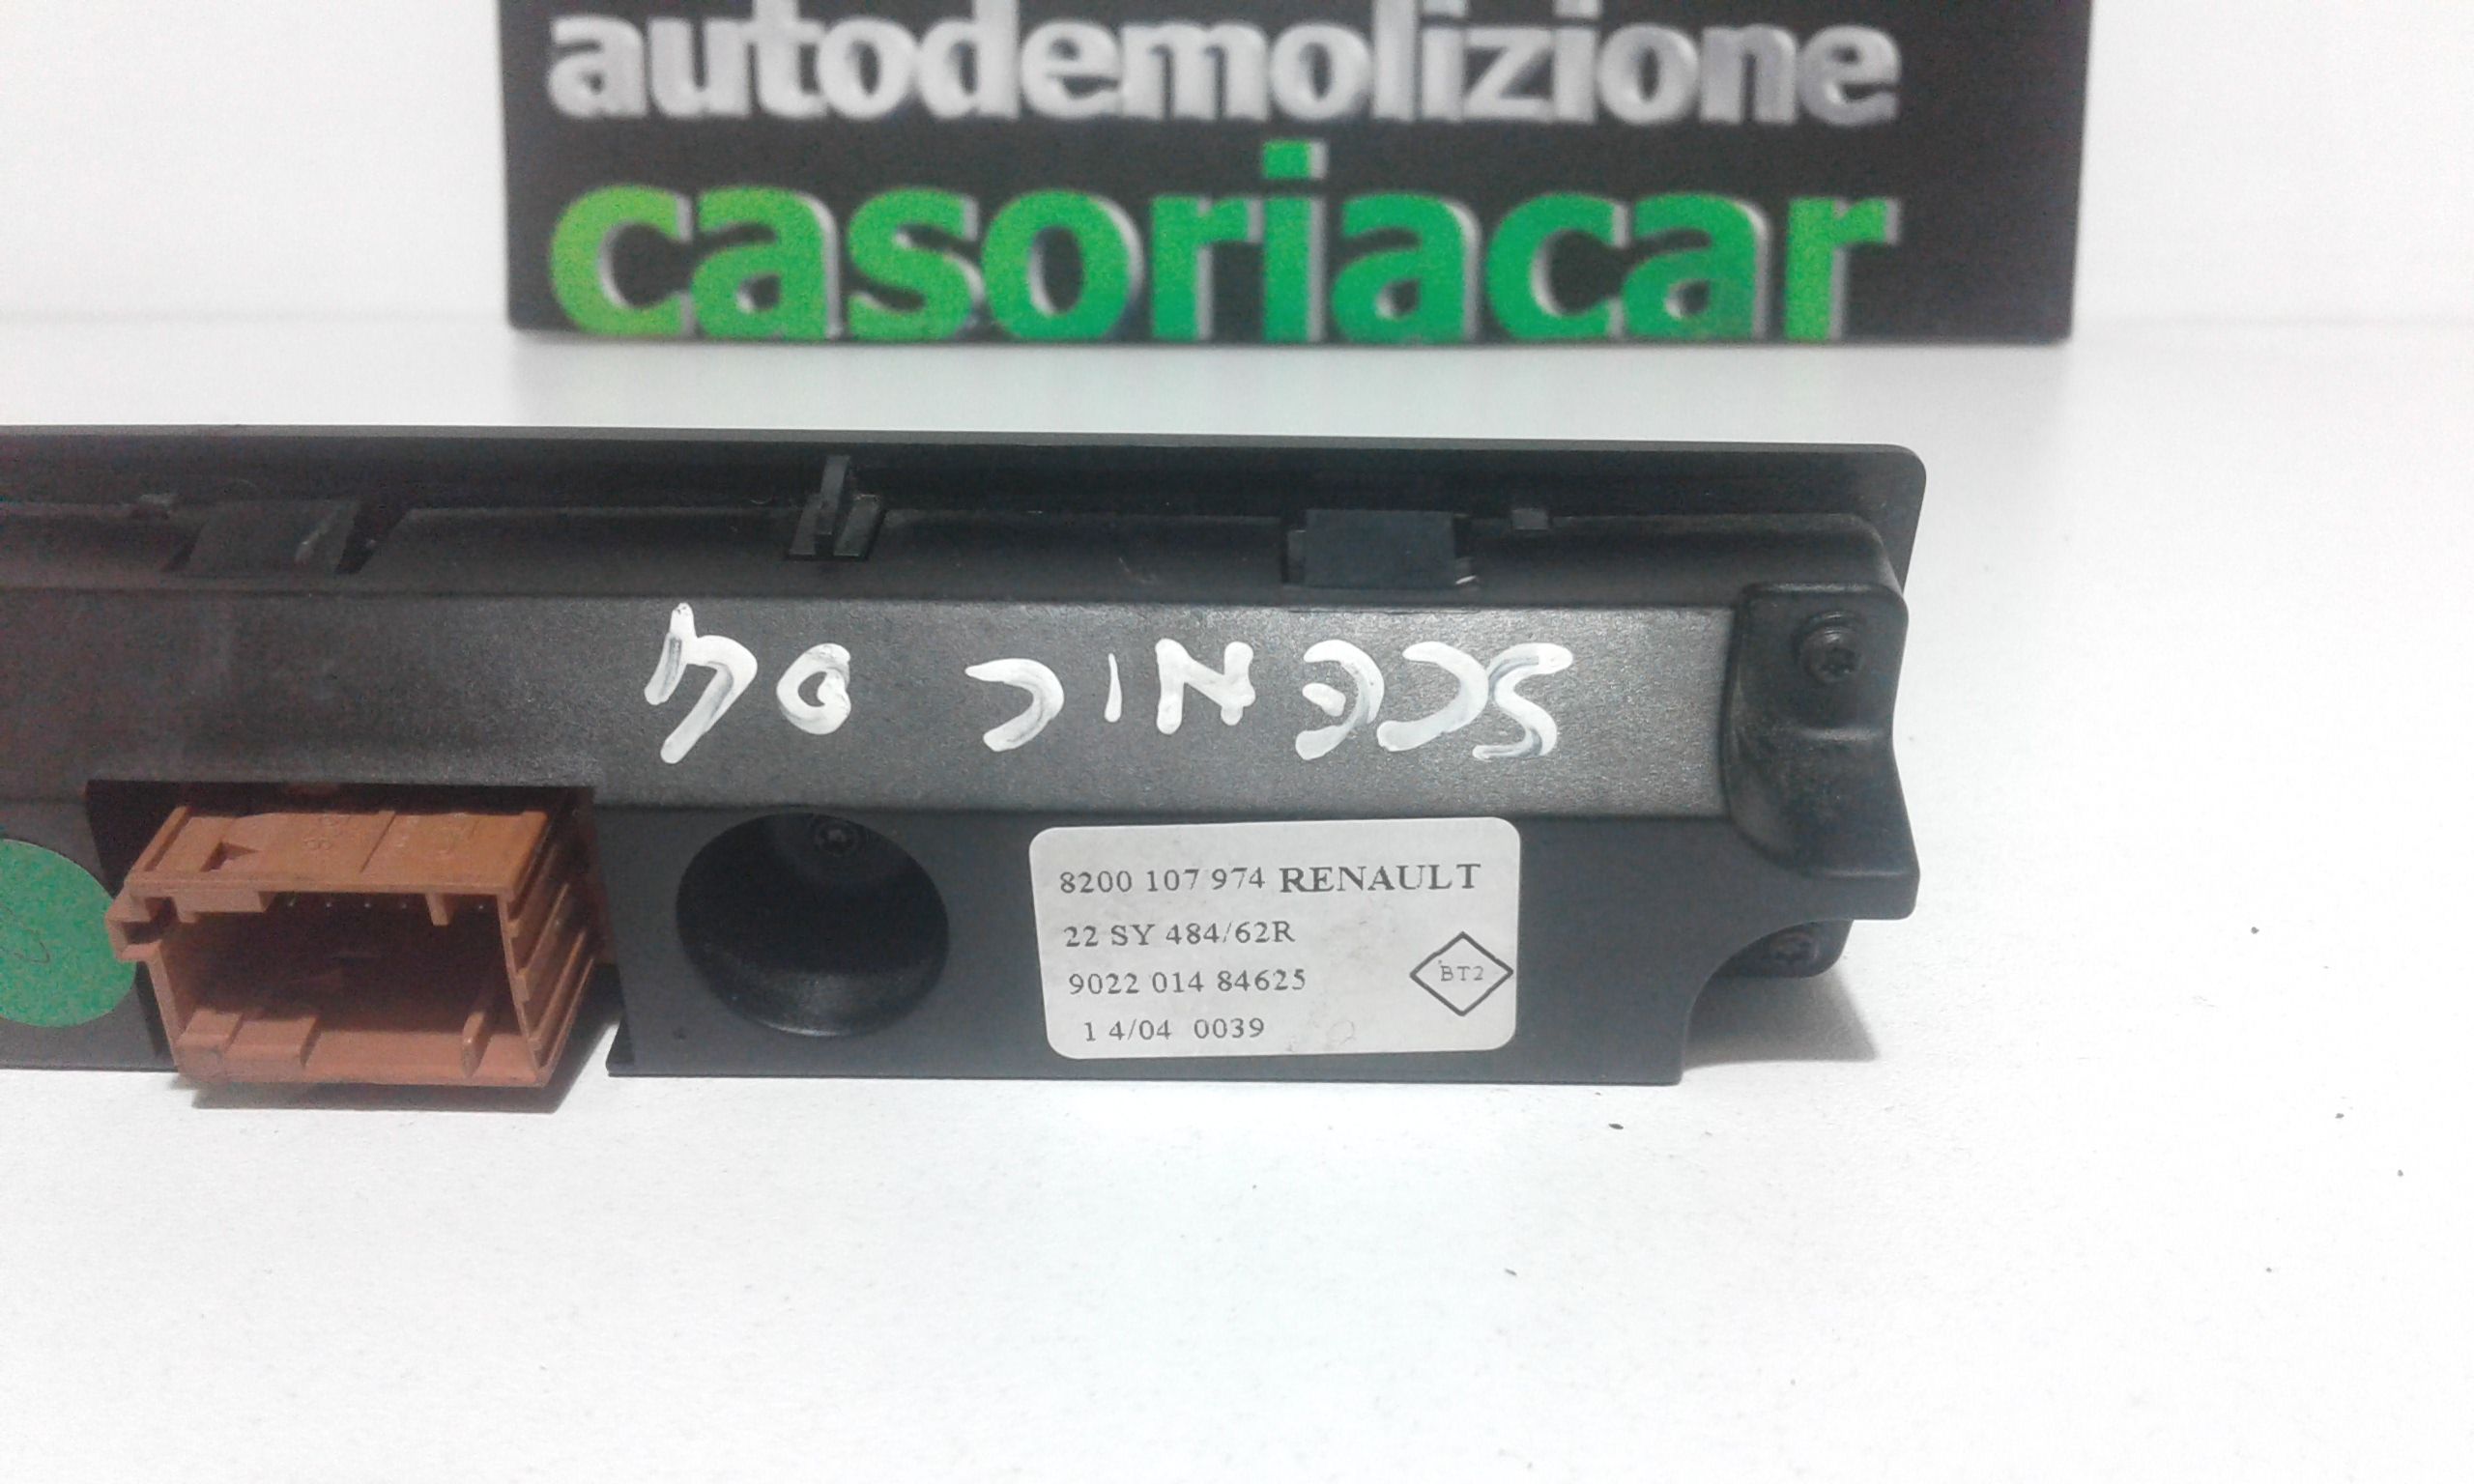 autodemolizione
casoriacar
SCENIC 04
8200 107 974 RENAULT
22 SY 484/62R
9022 014 84625
BT2
1 4/04 0039